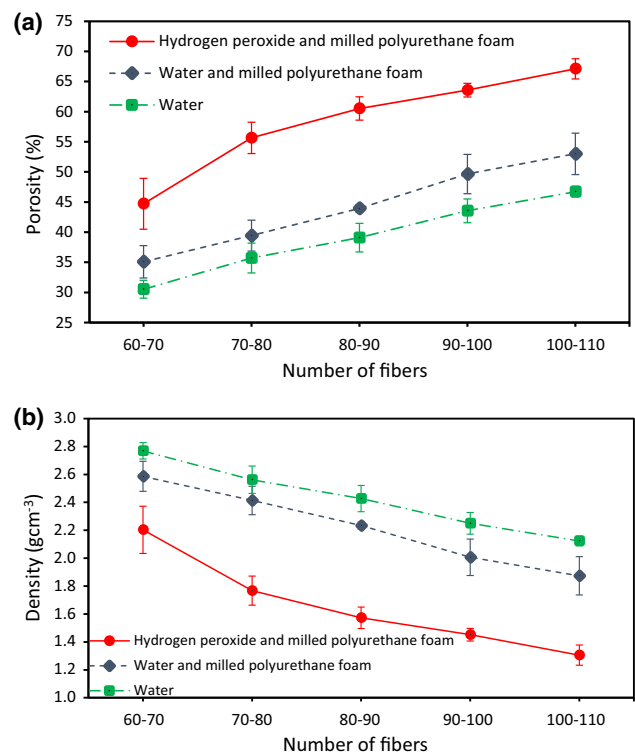 (a)
75
70
65
60
55
50
45
40
35
30
25
Porosity (%)
Hydrogen peroxide and milled polyurethane foam
Water and milled polyurethane foam
Water
60-70 70-80 80-90 90-100 100-110
Number of fibers
(b)
3.0
2.8
2.6
2.4
2.2
2.0
1.8
1.6
1.4
1.2
1.0
Density (gcm⁻³)
Hydrogen peroxide and milled polyurethane foam
Water and milled polyurethane foam
Water
60-70 70-80 80-90 90-100 100-110
Number of fibers